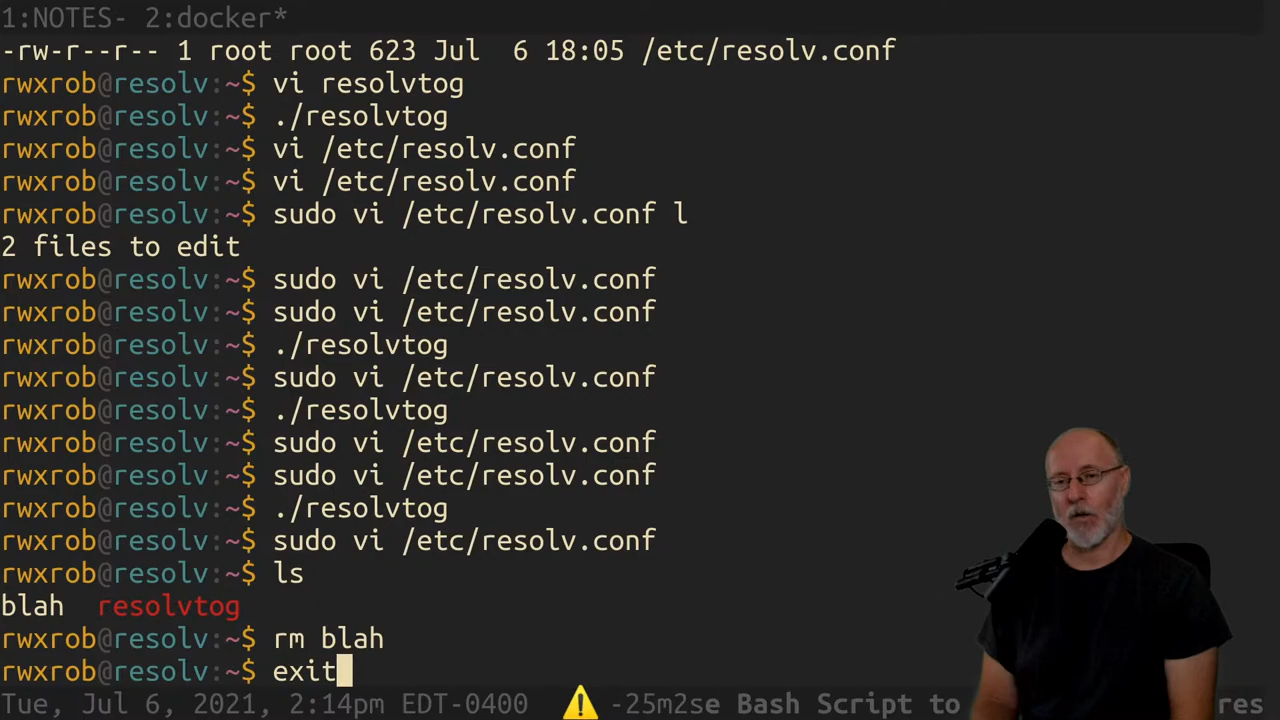 1:NOTES- 2:docker*
-rw-r--r-- 1 root root 623 Jul  6 18:05 /etc/resolv.conf
rwxrob@resolv:~$ vi resolvtog
rwxrob@resolv:~$ ./resolvtog
rwxrob@resolv:~$ vi /etc/resolv.conf
rwxrob@resolv:~$ vi /etc/resolv.conf
rwxrob@resolv:~$ sudo vi /etc/resolv.conf l
2 files to edit
rwxrob@resolv:~$ sudo vi /etc/resolv.conf
rwxrob@resolv:~$ sudo vi /etc/resolv.conf
rwxrob@resolv:~$ ./resolvtog
rwxrob@resolv:~$ sudo vi /etc/resolv.conf
rwxrob@resolv:~$ ./resolvtog
rwxrob@resolv:~$ sudo vi /etc/resolv.conf
rwxrob@resolv:~$ sudo vi /etc/resolv.conf
rwxrob@resolv:~$ ./resolvtog
rwxrob@resolv:~$ sudo vi /etc/resolv.conf
rwxrob@resolv:~$ ls
blah  resolvtog
rwxrob@resolv:~$ rm blah
rwxrob@resolv:~$ exit
Tue, Jul 6, 2021, 2:14pm EDT-0400 ⚠️ -25m2se Bash Script to res